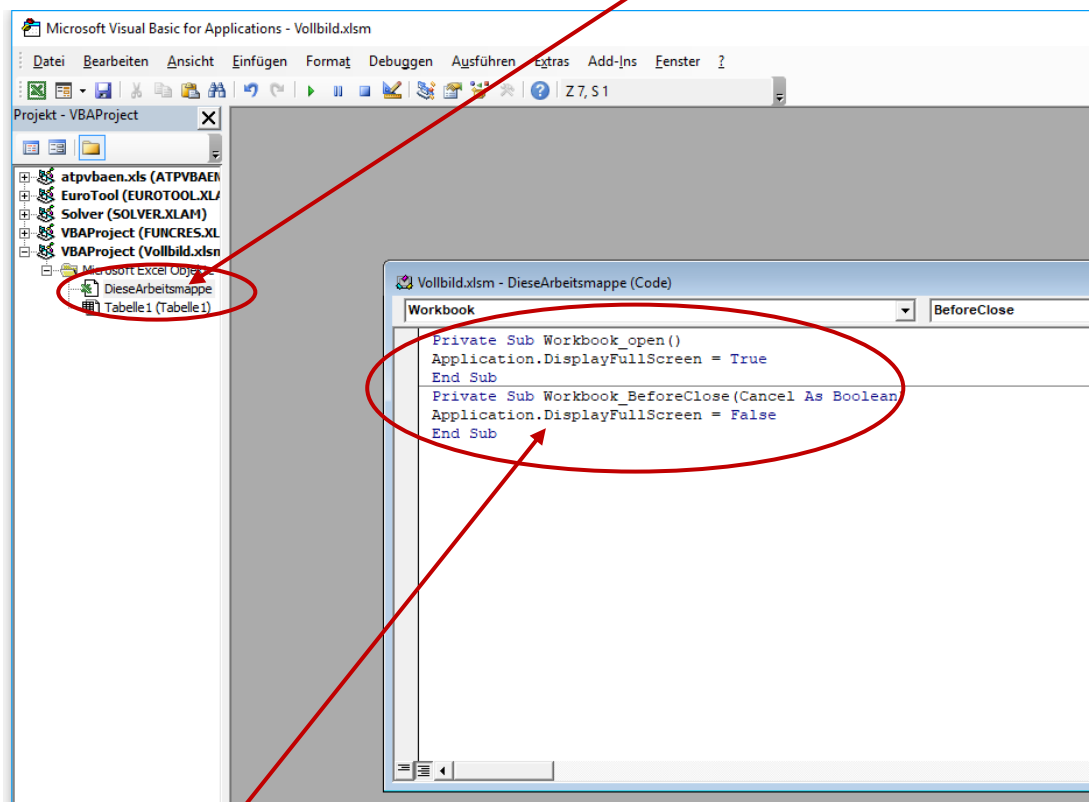 Microsoft Visual Basic for Applications - Vollbild.xlsm
Datei Bearbeiten Ansicht Einfügen Format Debuggen Ausführen Extras Add-Ins Fenster ?
Z 7, S 1
Projekt - VBAProject
atpvbaen.xls (ATPVBAEN
EuroTool (EUROTOOL.XLA
Solver (SOLVER.XLAM)
VBAProject (FUNCRES.XL
VBAProject (Vollbild.xlsm
Microsoft Excel Objekte
DieseArbeitsmappe
Tabelle1 (Tabelle1)
Vollbild.xlsm - DieseArbeitsmappe (Code)
Workbook
BeforeClose
Private Sub Workbook_open()
Application.DisplayFullScreen = True
End Sub
Private Sub Workbook_BeforeClose(Cancel As Boolean)
Application.DisplayFullScreen = False
End Sub